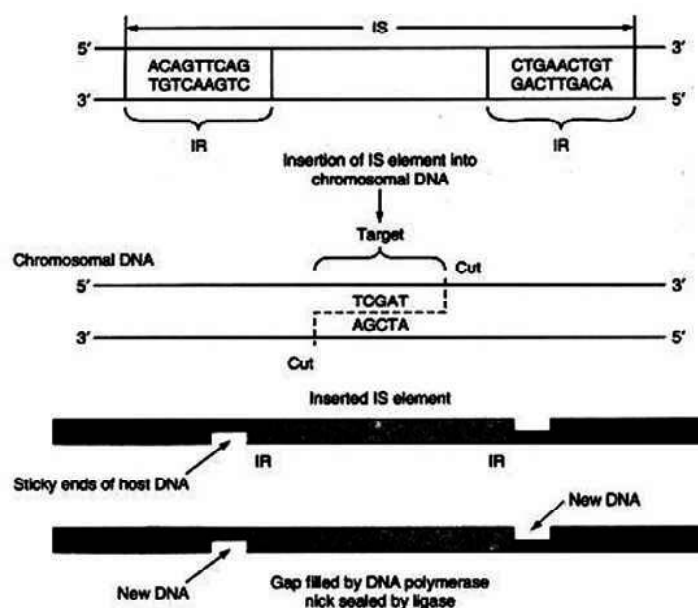 IS
5′ 3′
ACAGTTCAG CTGAACTGT
TGTCAAGTC GACTTGACA
3′ 5′
IR IR
Insertion of IS element into
chromosomal DNA
Target
Chromosomal DNA Cut
5′ 3′
TCGAT
AGCTA
3′ 5′
Cut
Inserted IS element
IR IR
Sticky ends of host DNA
New DNA
New DNA
Gap filled by DNA polymerase
nick sealed by ligase